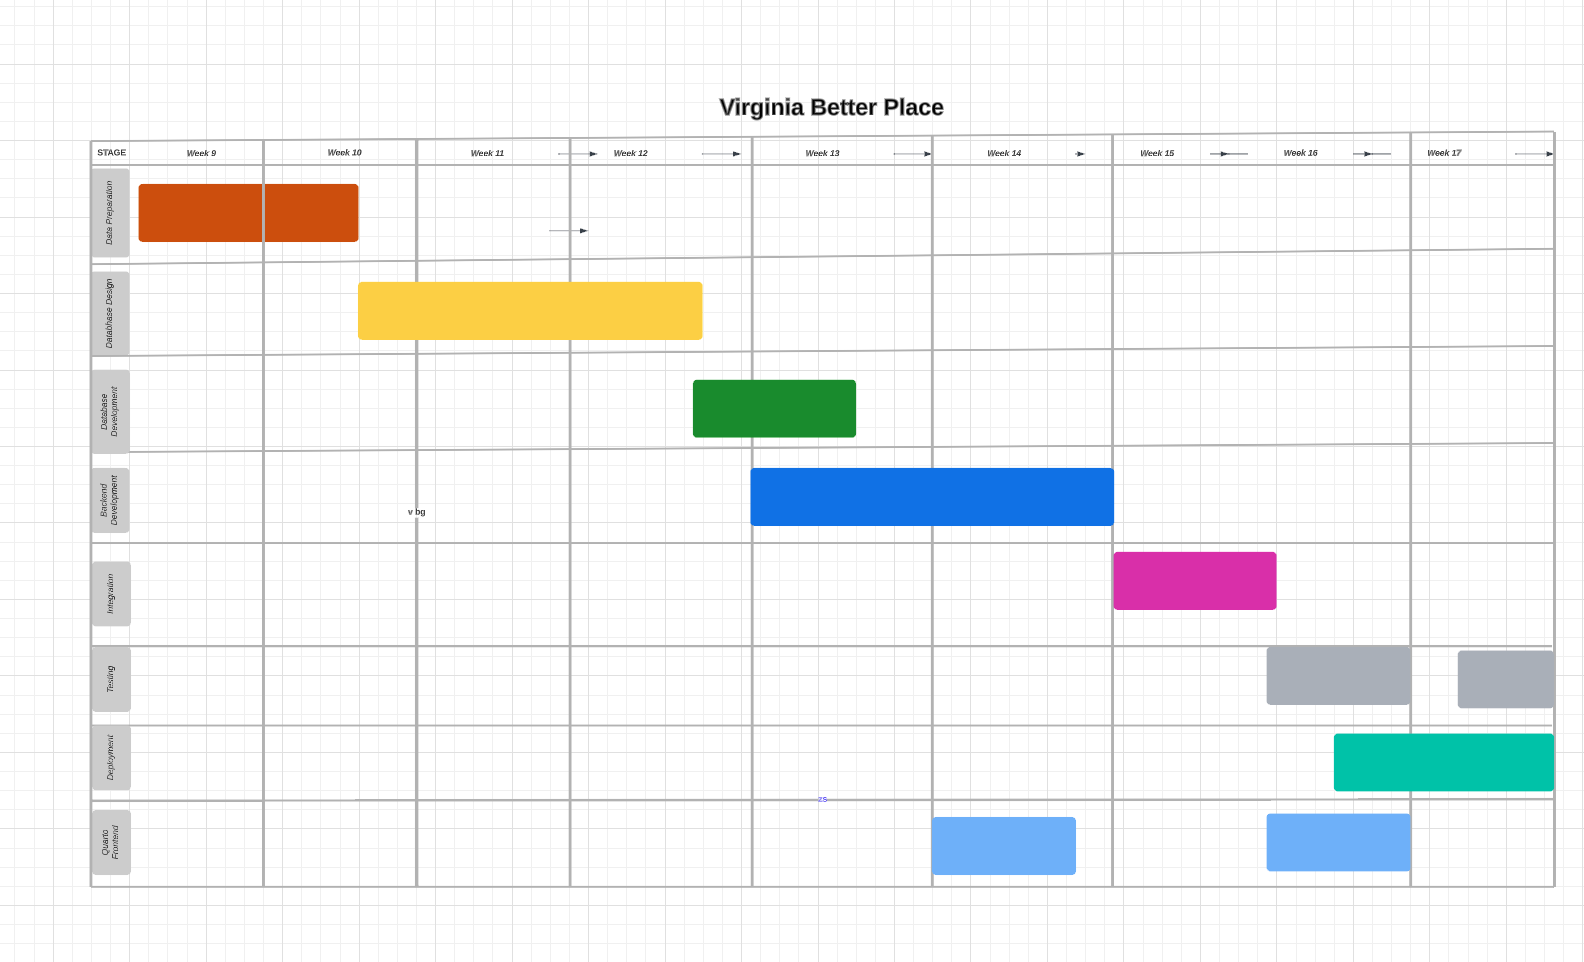 Virginia Better Place
STAGE
Week 9
Week 10
Week 11
Week 12
Week 13
Week 14
Week 15
Week 16
Week 17
Data Preparation
Databhase Design
Database
Development
Backend
Development
v bg
Integration
Testing
Deployment
zs
Quarto
Frontend